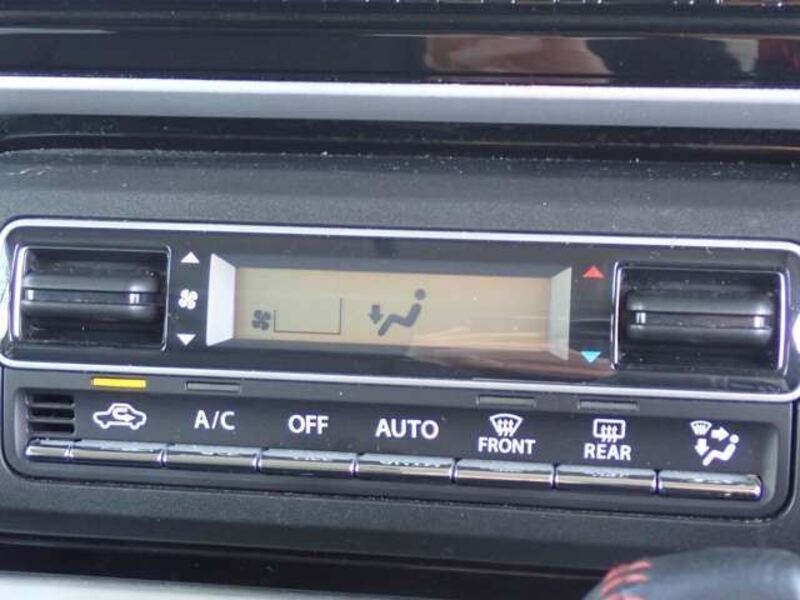 A/C OFF AUTO FRONT REAR